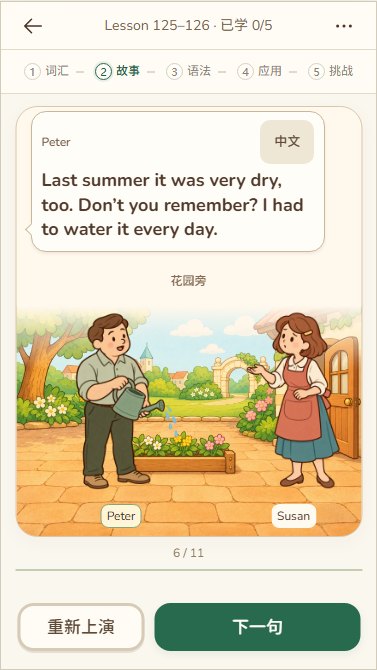 Lesson 125–126 · 已学 0/5
1 词汇 – 2 故事 – 3 语法 – 4 应用 – 5 挑战
Peter
中文
Last summer it was very dry,
too. Don’t you remember? I had
to water it every day.
花园旁
Peter
Susan
6 / 11
重新上演
下一句